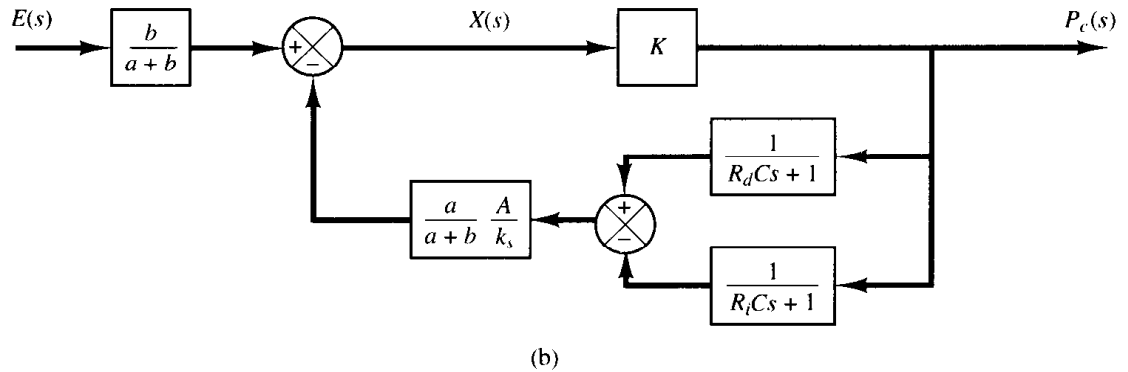 E(s)
b
a + b
+
−
X(s)
K
P_c(s)
1
R_dCs + 1
a
a + b
A
k_s
+
−
1
R_iCs + 1
(b)